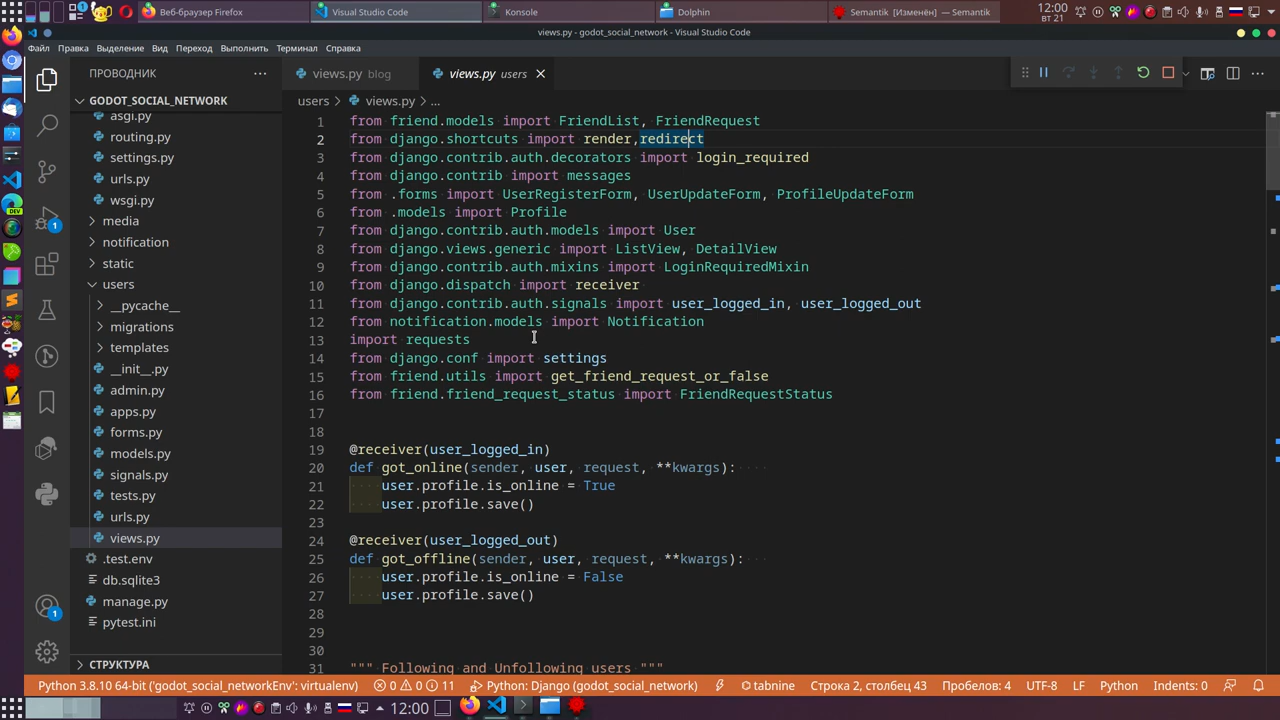 Веб-браузер Firefox
Visual Studio Code
Konsole
Dolphin
Semantik [Изменён] — Semantik
12:00
вт 21
views.py - godot_social_network - Visual Studio Code
Файл Правка Выделение Вид Переход Выполнить Терминал Справка
ПРОВОДНИК
GODOT_SOCIAL_NETWORK
asgi.py
routing.py
settings.py
urls.py
wsgi.py
media
notification
static
users
__pycache__
migrations
templates
__init__.py
admin.py
apps.py
forms.py
models.py
signals.py
tests.py
urls.py
views.py
.test.env
db.sqlite3
manage.py
pytest.ini
СТРУКТУРА
DEV
1
1
views.py blog
views.py users
users > views.py > ...
1 from friend.models import FriendList, FriendRequest
2 from django.shortcuts import render,redirect
3 from django.contrib.auth.decorators import login_required
4 from django.contrib import messages
5 from .forms import UserRegisterForm, UserUpdateForm, ProfileUpdateForm
6 from .models import Profile
7 from django.contrib.auth.models import User
8 from django.views.generic import ListView, DetailView
9 from django.contrib.auth.mixins import LoginRequiredMixin
10 from django.dispatch import receiver
11 from django.contrib.auth.signals import user_logged_in, user_logged_out
12 from notification.models import Notification
13 import requests
14 from django.conf import settings
15 from friend.utils import get_friend_request_or_false
16 from friend.friend_request_status import FriendRequestStatus
17
18
19 @receiver(user_logged_in)
20 def got_online(sender, user, request, **kwargs):
21 user.profile.is_online = True
22 user.profile.save()
23
24 @receiver(user_logged_out)
25 def got_offline(sender, user, request, **kwargs):
26 user.profile.is_online = False
27 user.profile.save()
28
29
30
31 """ Following and Unfollowing users """
Python 3.8.10 64-bit ('godot_social_networkEnv': virtualenv) 0 0 11 Python: Django (godot_social_network) tabnine Строка 2, столбец 43 Пробелов: 4 UTF-8 LF Python Indents: 0
12:00